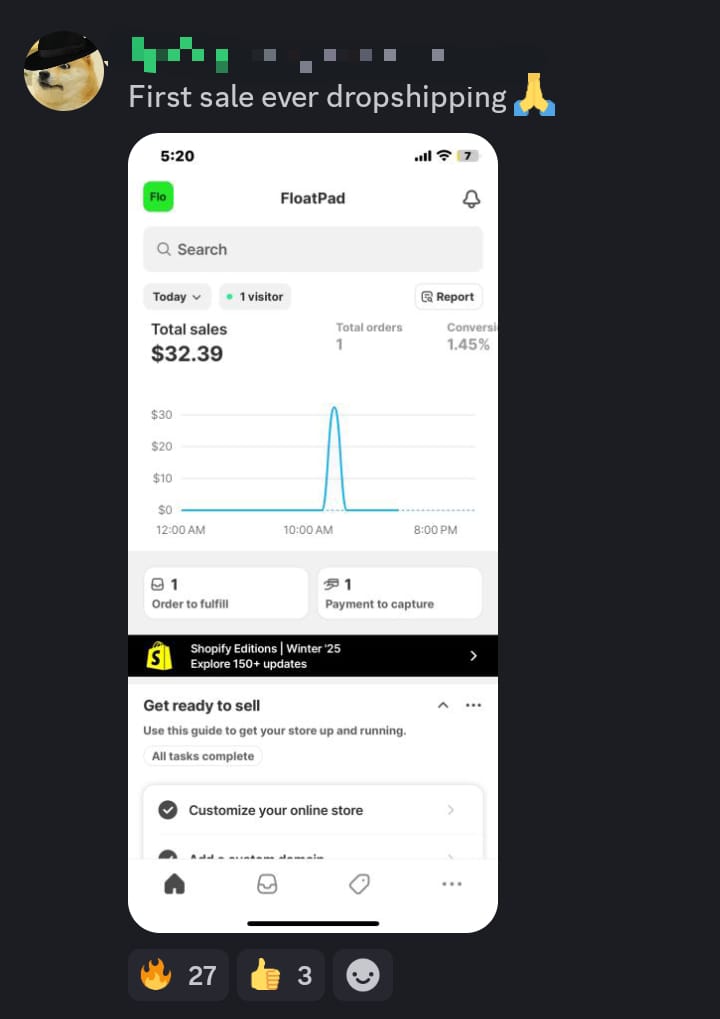 First sale ever dropshipping 🙏
5:20
7
Flo
FloatPad
Search
Today
1 visitor
Report
Total sales
Total orders
Conversi
$32.39
1
1.45%
$30
$20
$10
$0
12:00 AM
10:00 AM
8:00 PM
1
Order to fulfill
1
Payment to capture
Shopify Editions | Winter '25
Explore 150+ updates
Get ready to sell
Use this guide to get your store up and running.
All tasks complete
Customize your online store
Add a custom domain
🔥 27
👍 3